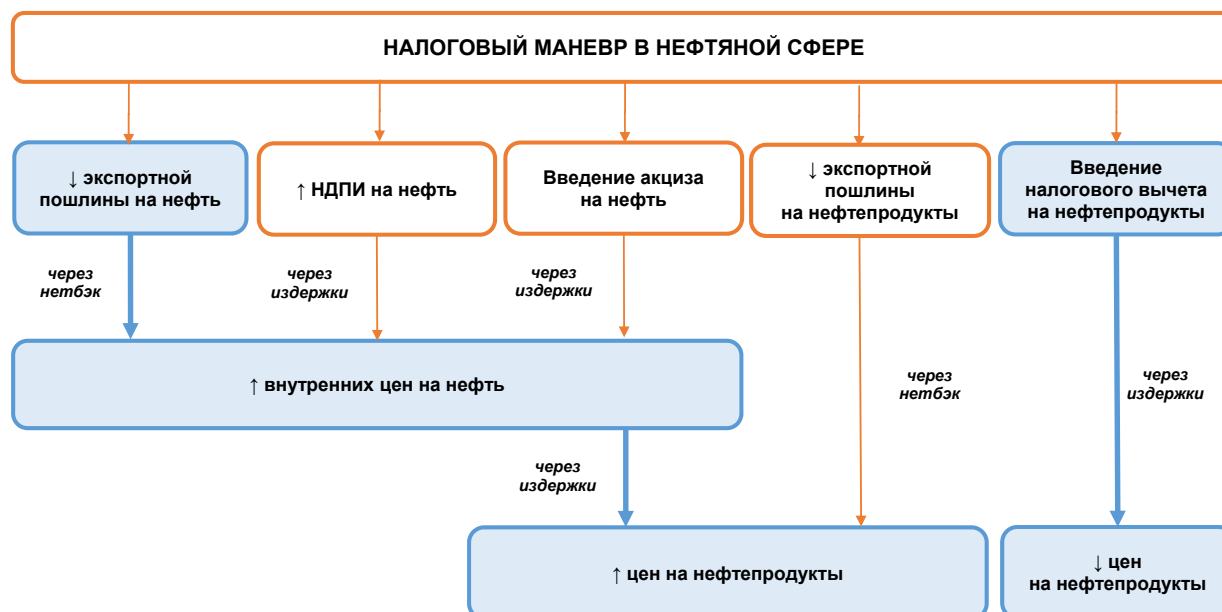 НАЛОГОВЫЙ МАНЕВР В НЕФТЯНОЙ СФЕРЕ
↓ экспортной
пошлины на нефть
↑ НДПИ на нефть
Введение акциза
на нефть
↓ экспортной
пошлины
на нефтепродукты
Введение
налогового вычета
на нефтепродукты
через
нетбэк
через
издержки
через
издержки
↑ внутренних цен на нефть
через
нетбэк
через
издержки
через
издержки
↑ цен на нефтепродукты
↓ цен
на нефтепродукты